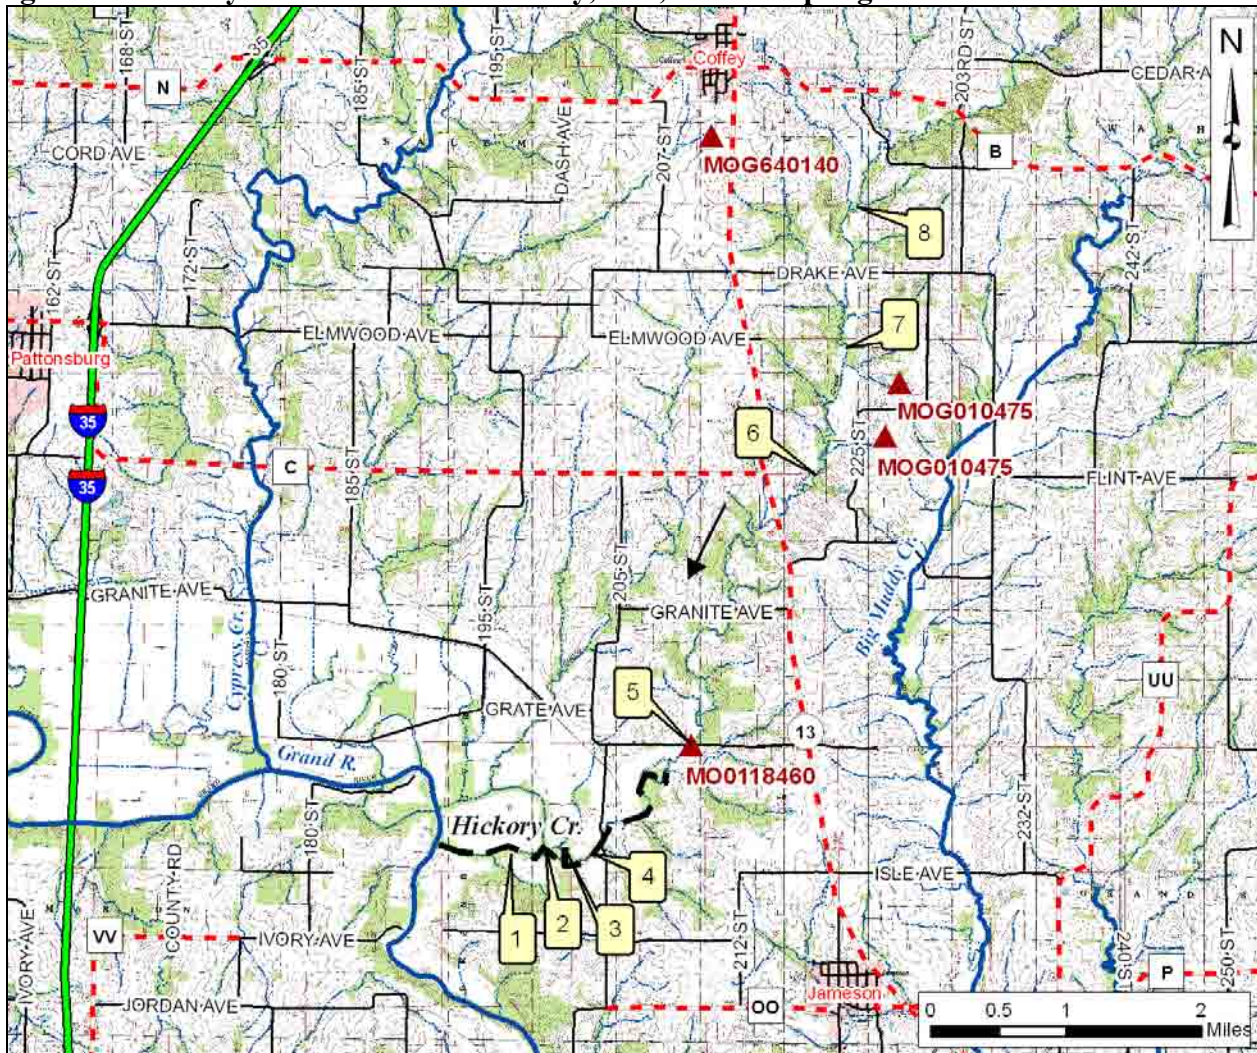 168 ST
35
185 ST
195 ST
Coffey
203RD ST
N
CEDAR A
N
CORD AVE
DASH AVE
207 ST
MOG640140
B
W A S H
S A L E M
8
162 ST
172 ST
DRAKE AVE
242 ST
ELMWOOD AVE
ELMWOOD AVE
7
Pattonsburg
35
MOG010475
6
225 ST
MOG010475
C
185 ST
35
FLINT AVE
205 ST
Big Muddy Cr.
GRANITE AVE
195 ST
GRANITE AVE
Cypress Cr.
180 ST
5
UU
GRATE AVE
13
Grand R.
MO0118460
180 ST
Hickory Cr.
232 ST
4
ISLE AVE
COUNTY RD
IVORY AVE
VV
IVORY AVE
1
2
3
212 ST
240 ST
250 ST
P
Jameson
JORDAN AVE
OO
0 0.5 1 2
Miles